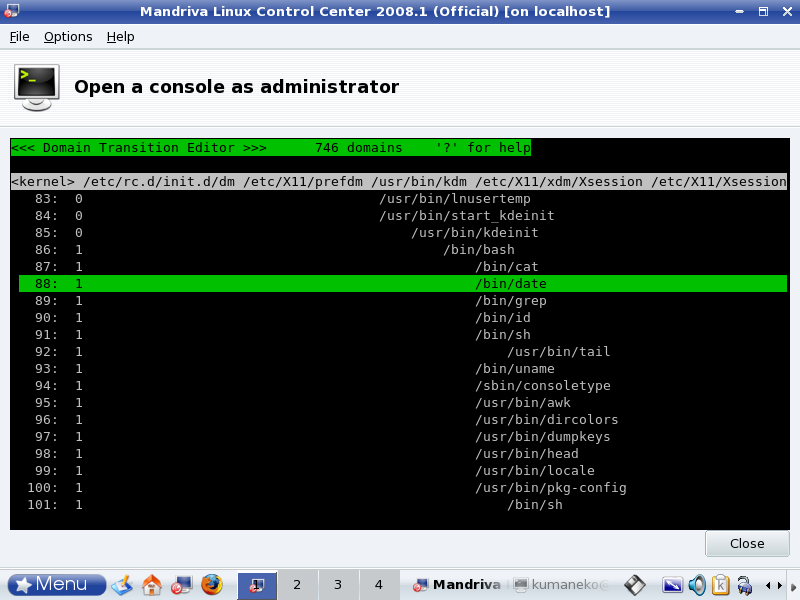 Mandriva Linux Control Center 2008.1 (Official) [on localhost]
File Options Help
>_
Open a console as administrator
<<< Domain Transition Editor >>>      746 domains    '?' for help
<kernel> /etc/rc.d/init.d/dm /etc/X11/prefdm /usr/bin/kdm /etc/X11/xdm/Xsession /etc/X11/Xsession
83: 0 /usr/bin/lnusertemp
84: 0 /usr/bin/start_kdeinit
85: 0 /usr/bin/kdeinit
86: 1 /bin/bash
87: 1 /bin/cat
88: 1 /bin/date
89: 1 /bin/grep
90: 1 /bin/id
91: 1 /bin/sh
92: 1 /usr/bin/tail
93: 1 /bin/uname
94: 1 /sbin/consoletype
95: 1 /usr/bin/awk
96: 1 /usr/bin/dircolors
97: 1 /usr/bin/dumpkeys
98: 1 /usr/bin/head
99: 1 /usr/bin/locale
100: 1 /usr/bin/pkg-config
101: 1 /bin/sh
Close
Menu 1 2 3 4 Mandriva kumaneko@ k